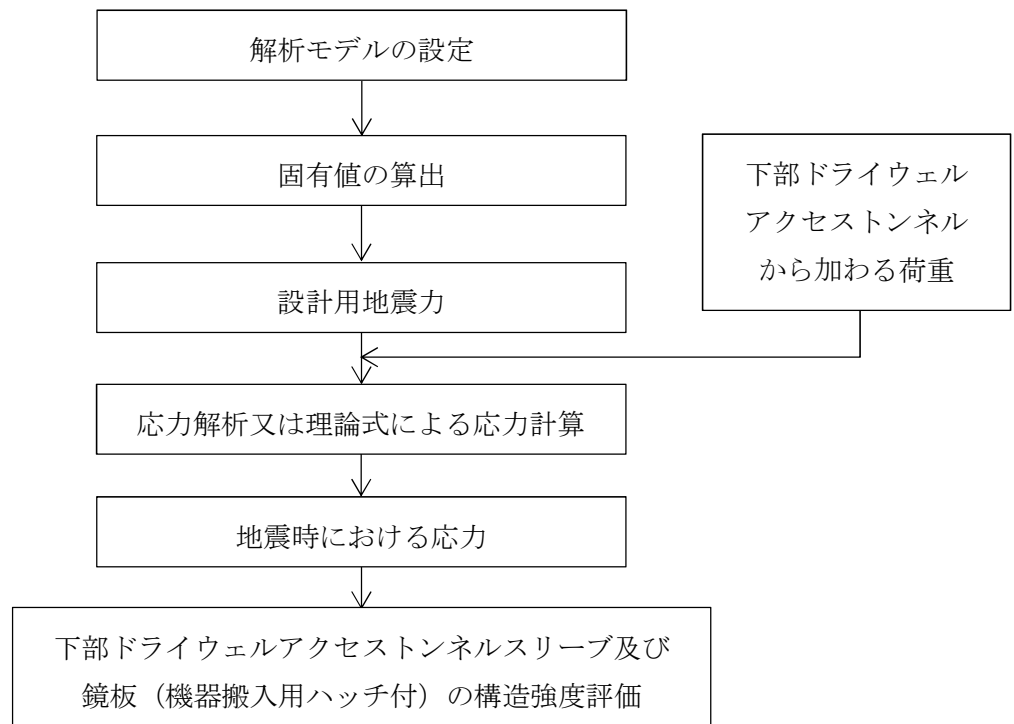 解析モデルの設定
固有値の算出
下部ドライウェル
アクセストンネル
から加わる荷重
設計用地震力
応力解析又は理論式による応力計算
地震時における応力
下部ドライウェルアクセストンネルスリーブ及び
鏡板（機器搬入用ハッチ付）の構造強度評価